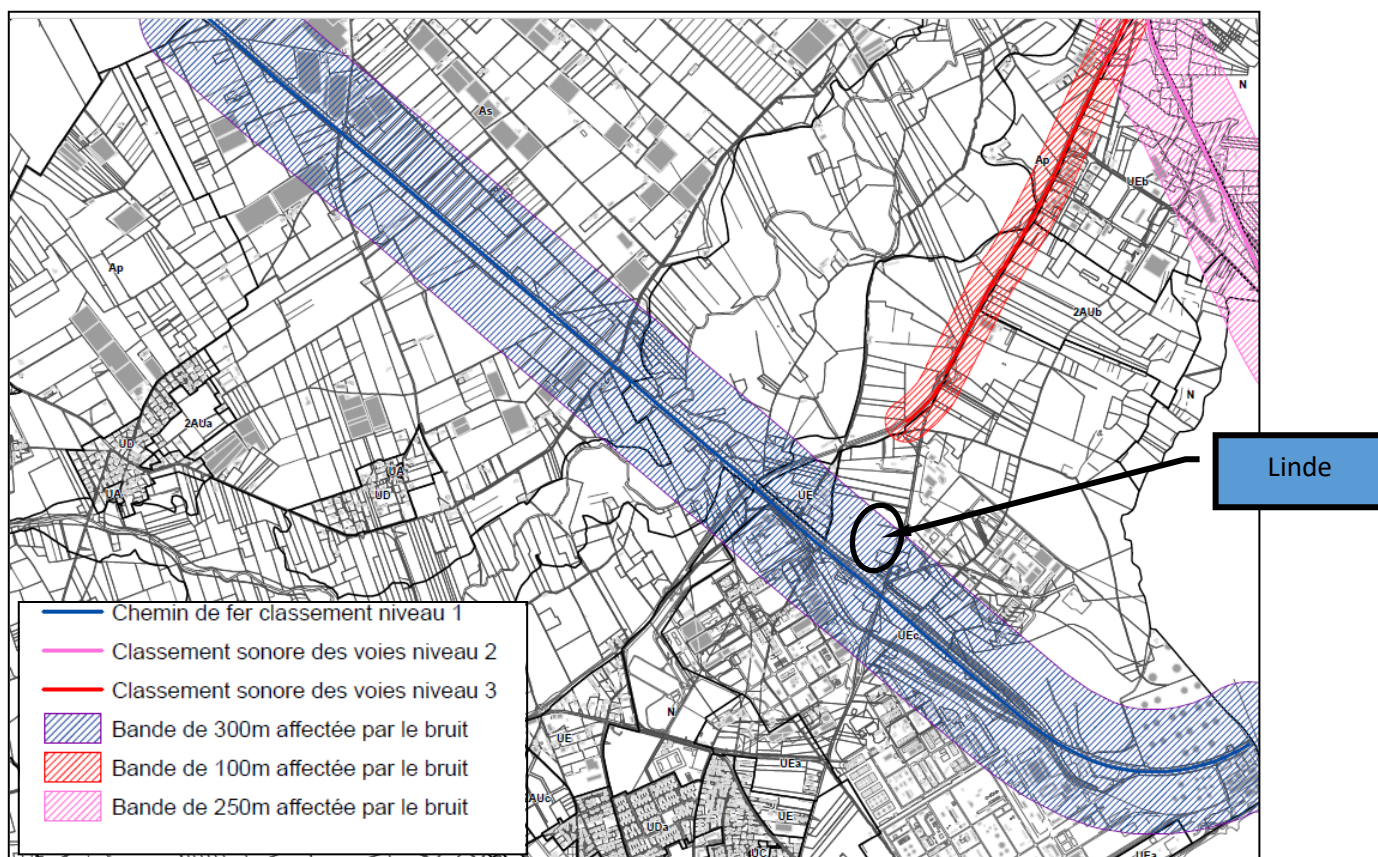 As
N
Ap
UEb
Ap
2AUb
N
2AUa
UD
UA
UA
UD
Linde
UE
UEc
Chemin de fer classement niveau 1
Classement sonore des voies niveau 2
Classement sonore des voies niveau 3
Bande de 300m affectée par le bruit
Bande de 100m affectée par le bruit
Bande de 250m affectée par le bruit
N
UE
UEa
2AUc
UE
UDa
UC
UEa